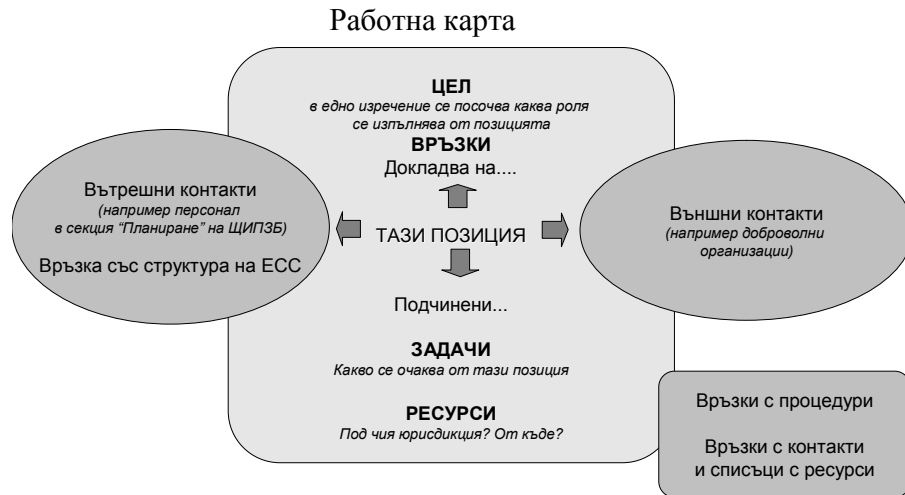 Работна карта
ЦЕЛ
в едно изречение се посочва каква роля
се изпълнява от позицията
ВРЪЗКИ
Докладва на....
Вътрешни контакти
(например персонал
в секция “Планиране” на ЩИПЗБ)
Връзка със структура на ЕСС
ТАЗИ ПОЗИЦИЯ
Външни контакти
(например доброволни
организации)
Подчинени...
ЗАДАЧИ
Какво се очаква от тази позиция
РЕСУРСИ
Под чия юрисдикция? От къде?
Връзки с процедури
Връзки с контакти
и списъци с ресурси